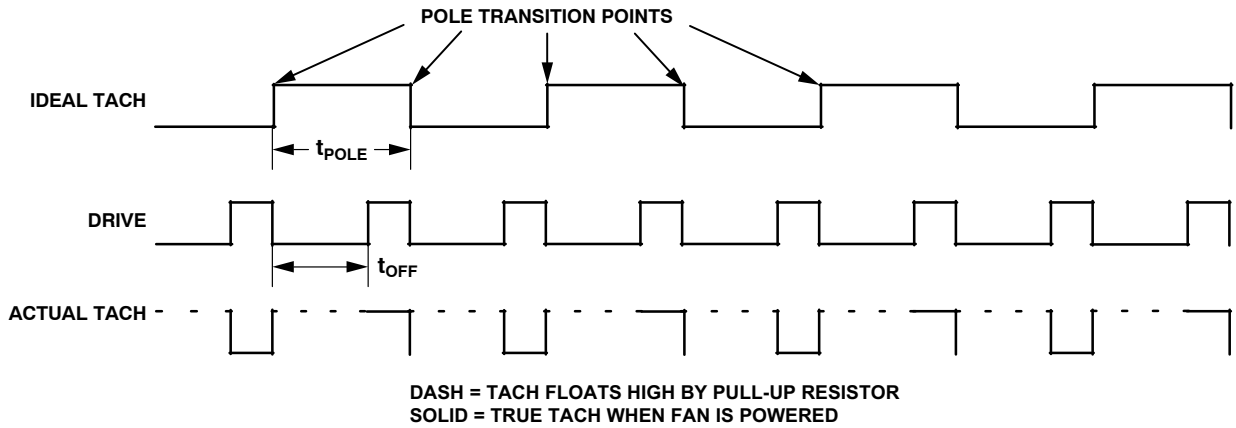 POLE TRANSITION POINTS
IDEAL TACH
tPOLE
DRIVE
tOFF
ACTUAL TACH
DASH = TACH FLOATS HIGH BY PULL-UP RESISTOR
SOLID = TRUE TACH WHEN FAN IS POWERED